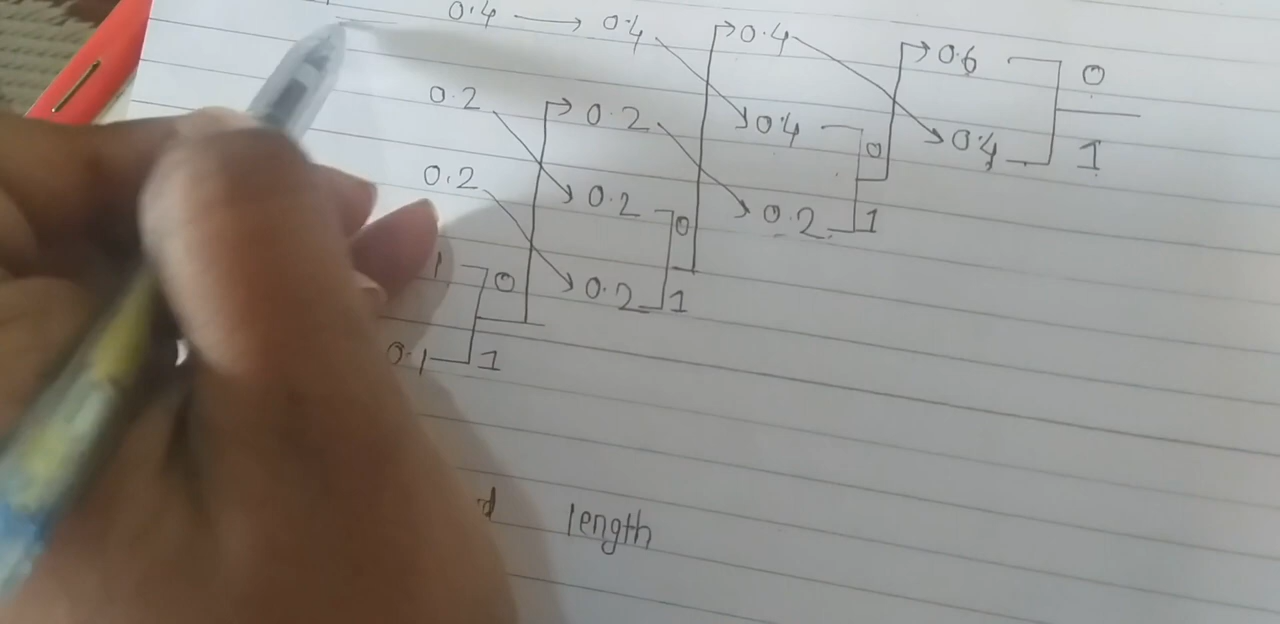 0.4 → 0.4 0.4 0.6 0
0.2 0.2 0.4 0 0.4 1
0.2 0.2 0 0.2 1
1 0 0.2 1
0.1 1
d length